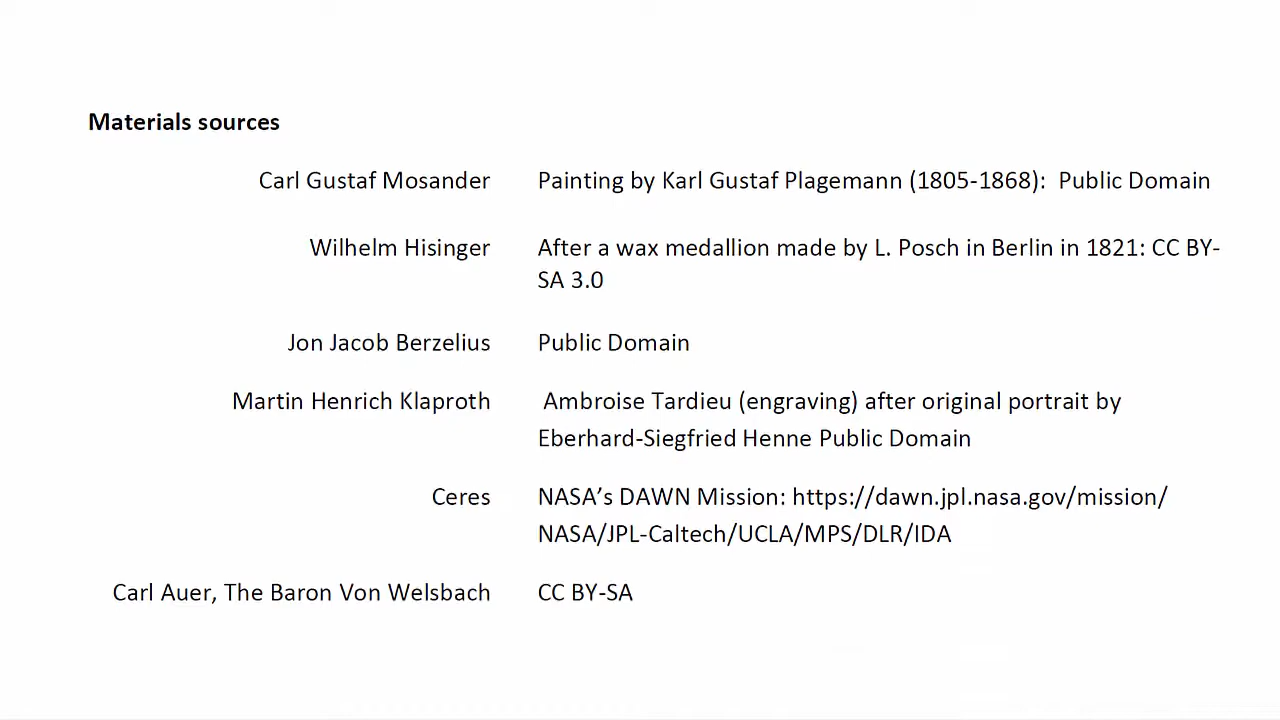 Materials sources
Carl Gustaf Mosander Painting by Karl Gustaf Plagemann (1805-1868):  Public Domain
Wilhelm Hisinger After a wax medallion made by L. Posch in Berlin in 1821: CC BY-
SA 3.0
Jon Jacob Berzelius Public Domain
Martin Henrich Klaproth Ambroise Tardieu (engraving) after original portrait by
Eberhard-Siegfried Henne Public Domain
Ceres NASA’s DAWN Mission: https://dawn.jpl.nasa.gov/mission/
NASA/JPL-Caltech/UCLA/MPS/DLR/IDA
Carl Auer, The Baron Von Welsbach CC BY-SA